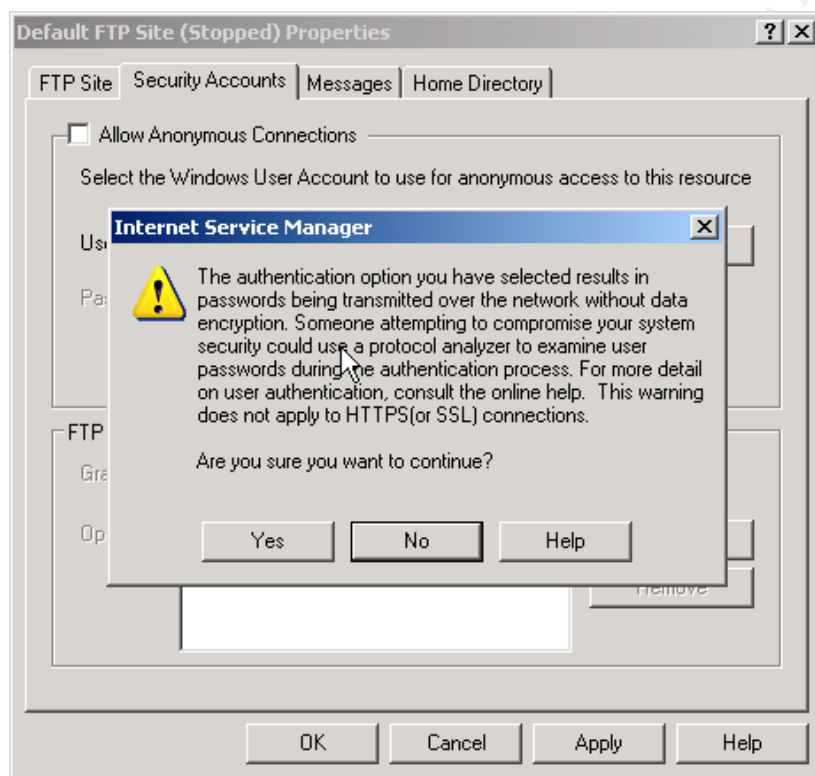 Default FTP Site (Stopped) Properties
FTP Site Security Accounts Messages Home Directory
Allow Anonymous Connections
Select the Windows User Account to use for anonymous access to this resource
Internet Service Manager
The authentication option you have selected results in
passwords being transmitted over the network without data
encryption. Someone attempting to compromise your system
security could use a protocol analyzer to examine user
passwords during the authentication process. For more detail
on user authentication, consult the online help. This warning
does not apply to HTTPS(or SSL) connections.
Are you sure you want to continue?
FTP
Yes No Help
Remove
OK Cancel Apply Help